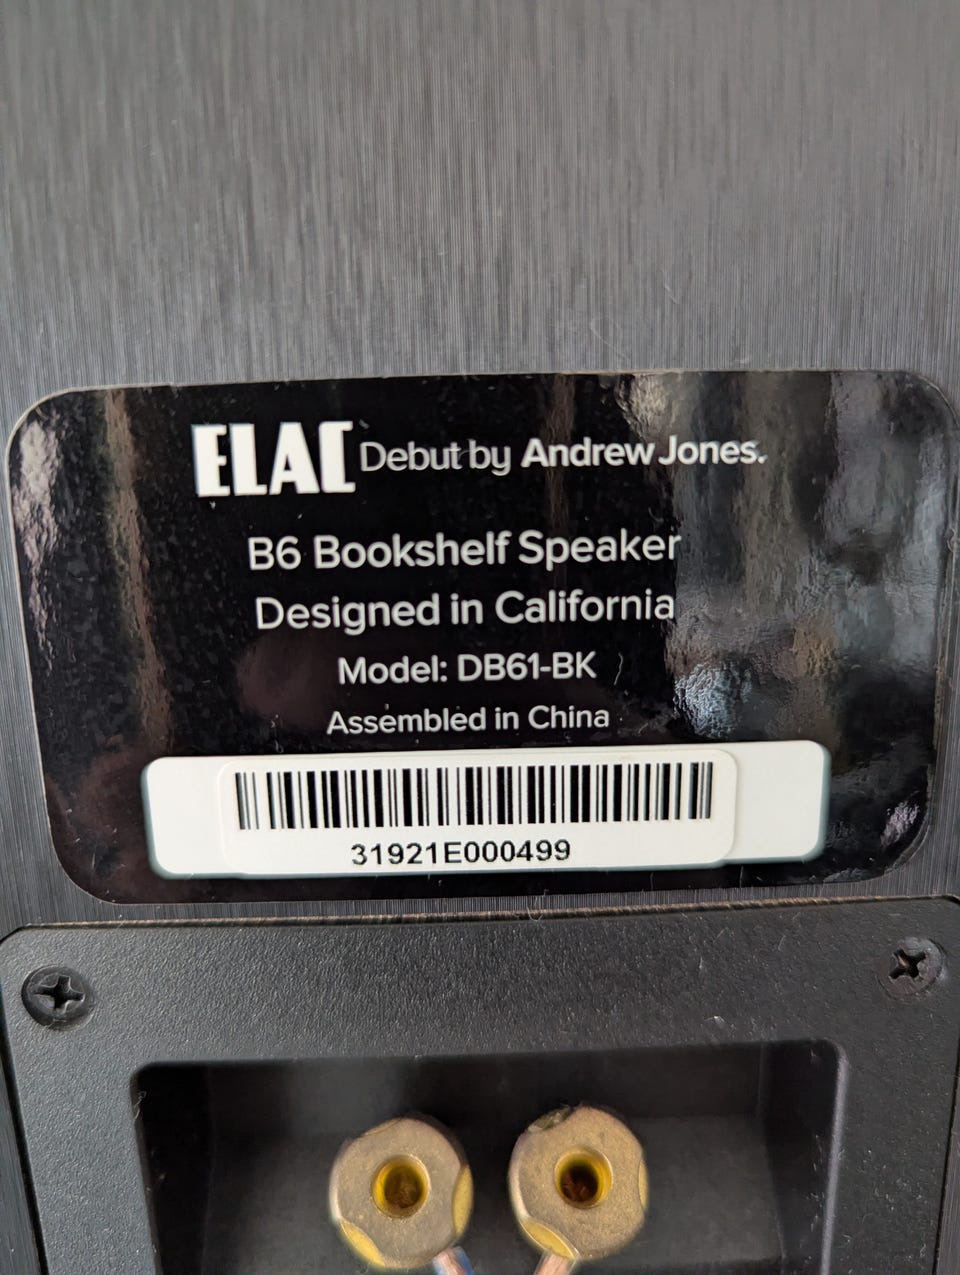 ELAC Debut by Andrew Jones.
B6 Bookshelf Speaker
Designed in California
Model: DB61-BK
Assembled in China
31921E000499